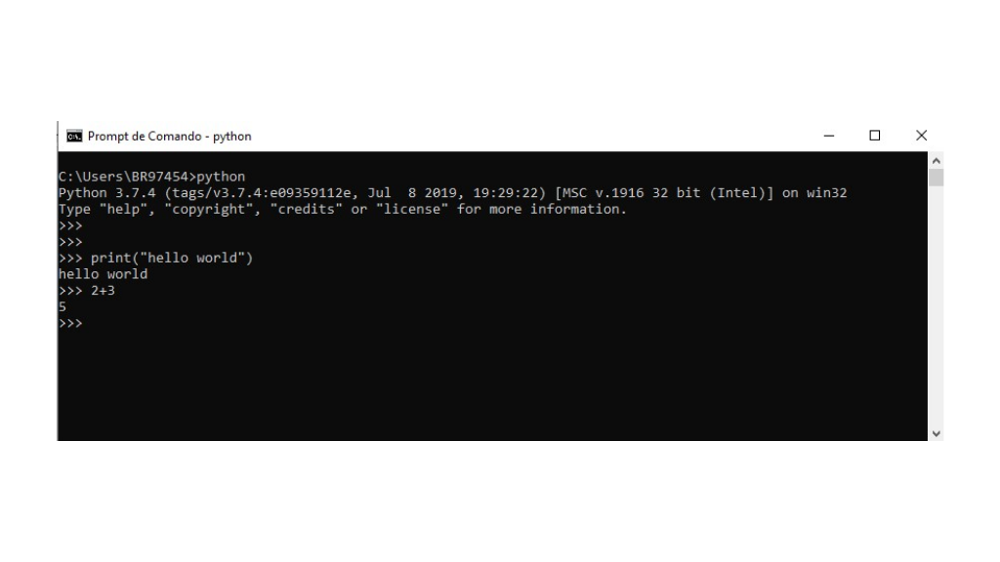 Prompt de Comando - python
C:\Users\BR97454>python
Python 3.7.4 (tags/v3.7.4:e09359112e, Jul  8 2019, 19:29:22) [MSC v.1916 32 bit (Intel)] on win32
Type "help", "copyright", "credits" or "license" for more information.
>>>
>>>
>>> print("hello world")
hello world
>>> 2+3
5
>>>